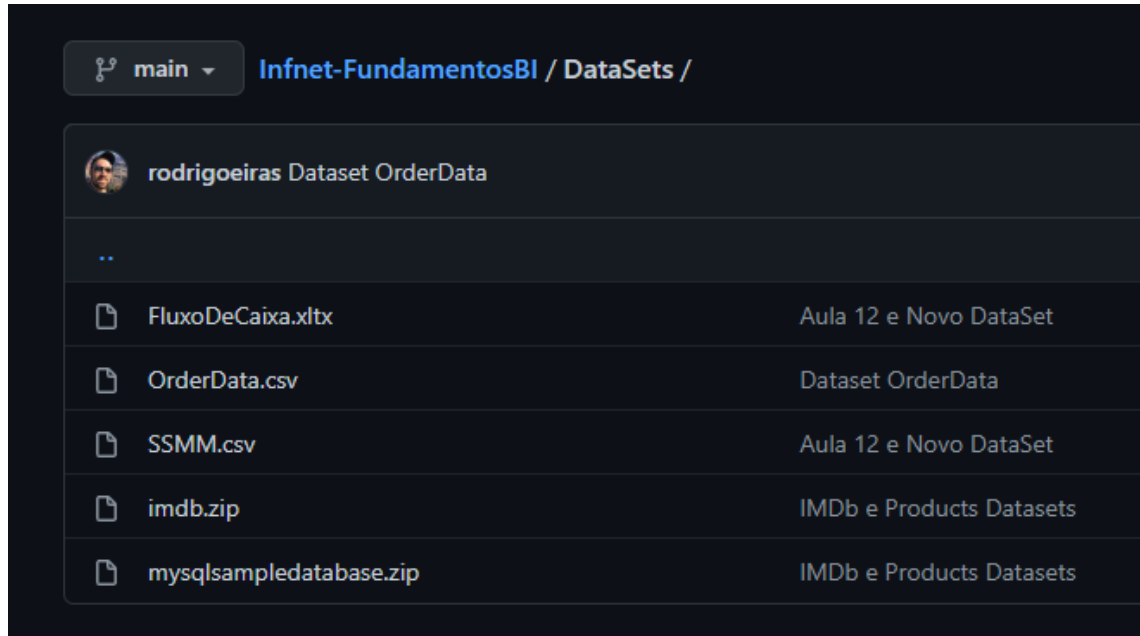 main
Infnet-FundamentosBI / DataSets /
rodrigoeiras Dataset OrderData
..
FluxoDeCaixa.xltx Aula 12 e Novo DataSet
OrderData.csv Dataset OrderData
SSMM.csv Aula 12 e Novo DataSet
imdb.zip IMDb e Products Datasets
mysqlsampledatabase.zip IMDb e Products Datasets